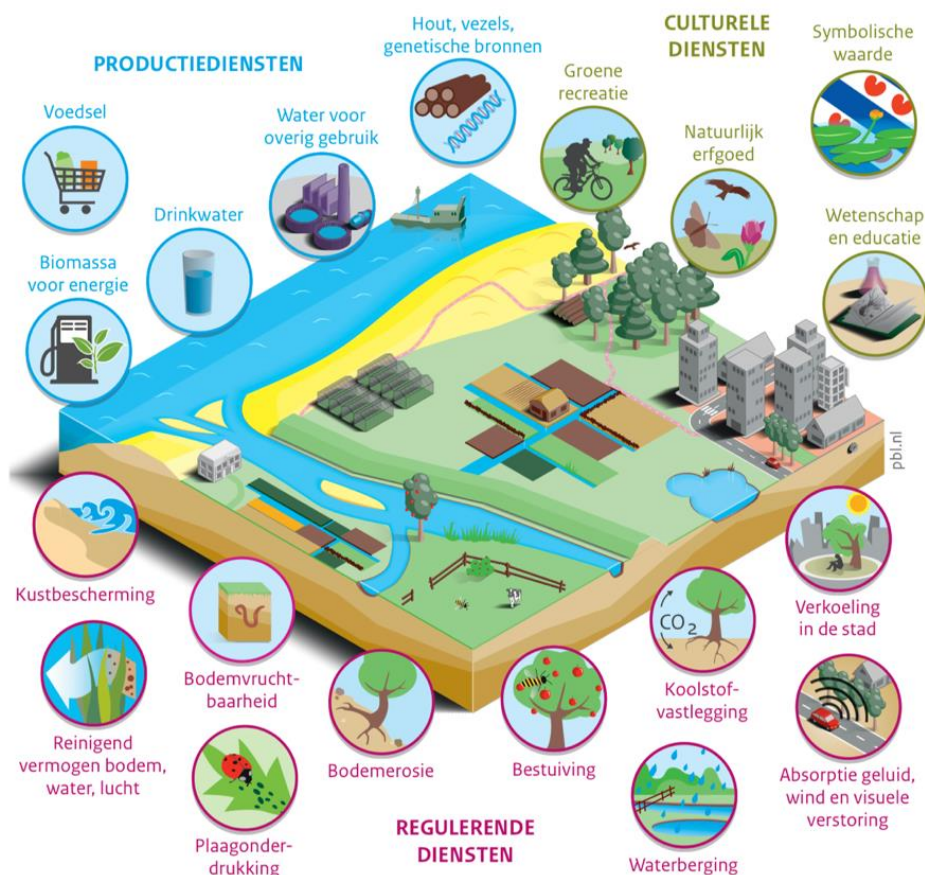 PRODUCTIEDIENSTEN
Voedsel
Biomassa
voor energie
Drinkwater
Water voor
overig gebruik
Hout, vezels,
genetische bronnen
CULTURELE
DIENSTEN
Groene
recreatie
Natuurlijk
erfgoed
Symbolische
waarde
Wetenschap
en educatie
pbl.nl
Kustbescherming
Reinigend
vermogen bodem,
water, lucht
Bodemvrucht-
baarheid
Plaagonder-
drukking
Bodemerosie
REGULERENDE
DIENSTEN
Bestuiving
CO2
Koolstof-
vastlegging
Waterberging
Verkoeling
in de stad
Absorptie geluid,
wind en visuele
verstoring